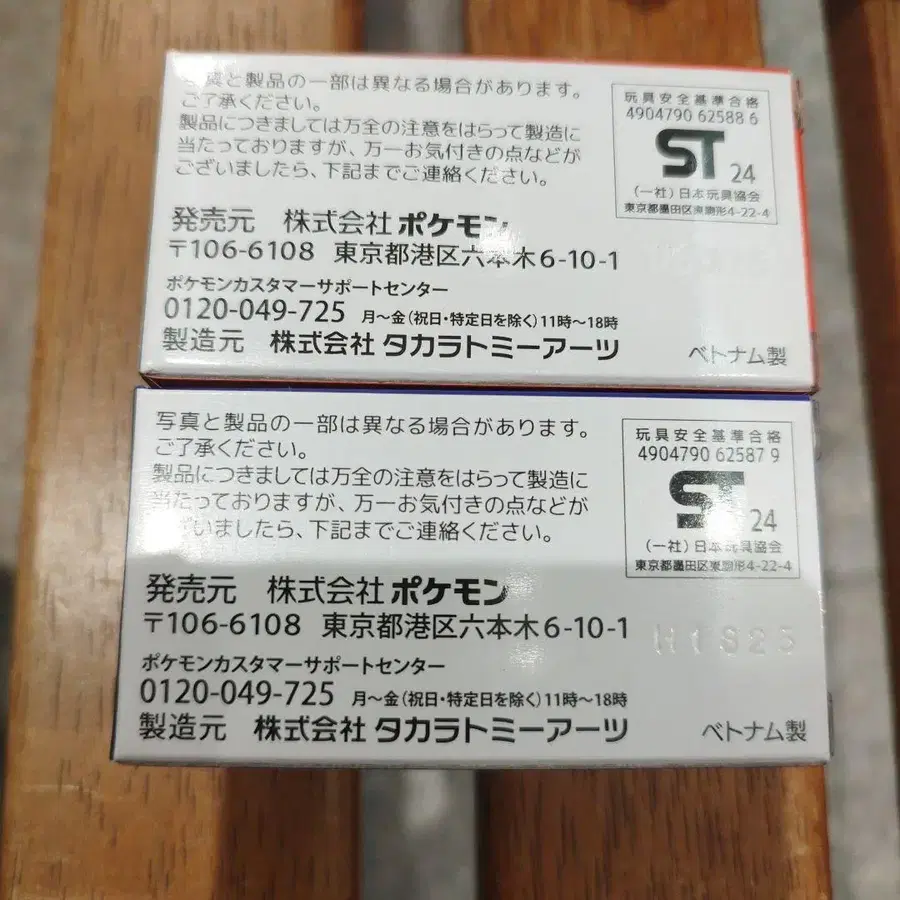 写真と製品の一部は異なる場合があります。
ご了承ください。
製品につきましては万全の注意をはらって製造に
当たっておりますが、万一お気付きの点などが
ございましたら、下記までご連絡ください。
玩具安全基準合格
4904790 62588 6
ST 24
(一社)日本玩具協会
東京都墨田区東駒形4-22-4
発売元 株式会社 ポケモン
〒106-6108 東京都港区六本木6-10-1
ポケモンカスタマーサポートセンター
0120-049-725 月〜金(祝日・特定日を除く)11時〜18時
製造元 株式会社 タカラトミーアーツ
ベトナム製
写真と製品の一部は異なる場合があります。
ご了承ください。
製品につきましては万全の注意をはらって製造に
当たっておりますが、万一お気付きの点などが
ございましたら、下記までご連絡ください。
玩具安全基準合格
4904790 62587 9
ST 24
(一社)日本玩具協会
東京都墨田区東駒形4-22-4
発売元 株式会社 ポケモン
〒106-6108 東京都港区六本木6-10-1
ポケモンカスタマーサポートセンター
0120-049-725 月〜金(祝日・特定日を除く)11時〜18時
製造元 株式会社 タカラトミーアーツ
ベトナム製